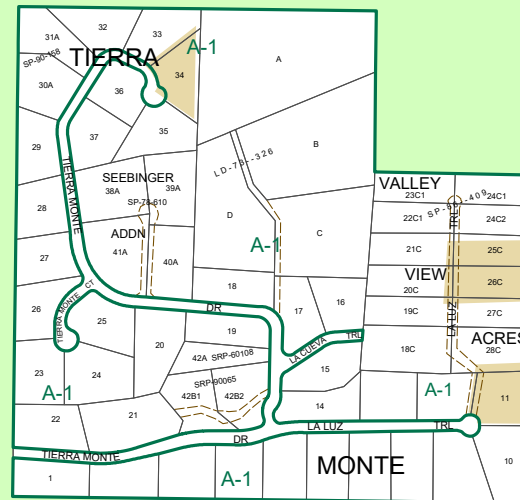 32
33
31A
TIERRA
A-1
SP-90-158
A
34
30A
36
35
37
29
B
LD-73--326
TIERRA MONTE
SEEBINGER
38A
39A
VALLEY
23C1
24C1
SP-78-610
28
D
C
22C1
24C2
TRL
ADDN
41A
40A
A-1
21C
25C
27
VIEW
18
20C
26C
26
TIERRA MONTE CT
DR
17
16
19C
27C
LA LUZ
25
20
19
LA CUEVA TRL
ACRES
18C
28C
42A
SRP-60108
15
23
24
A-1
SRP-90065
42B1
42B2
A-1
11
22
21
14
LA LUZ TRL
TIERRA MONTE DR
MONTE
10
1
A-1